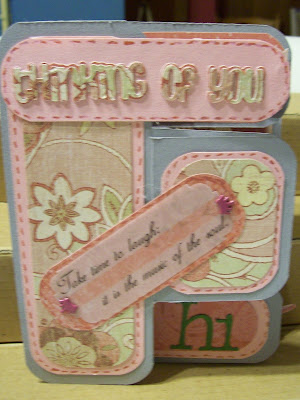 THINKING OF YOU
Take time to laugh;
it is the music of the soul.
hi